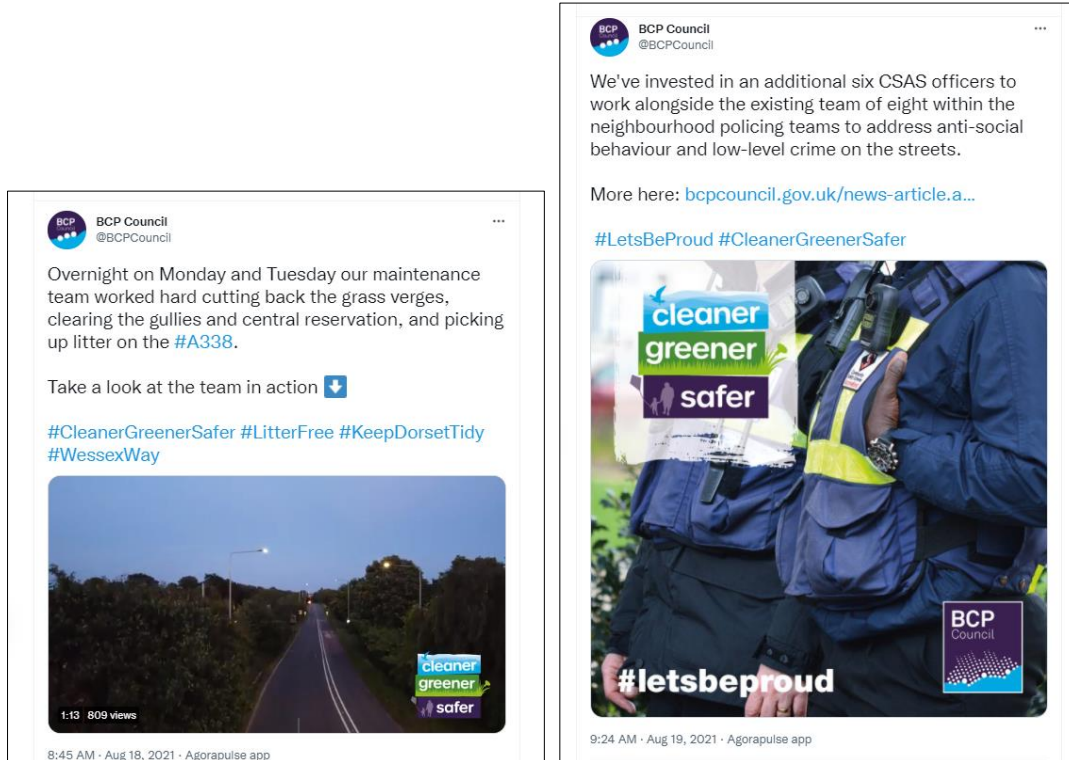 BCP Council
@BCPCouncil
Overnight on Monday and Tuesday our maintenance
team worked hard cutting back the grass verges,
clearing the gullies and central reservation, and picking
up litter on the #A338.
Take a look at the team in action ⬇
#CleanerGreenerSafer #LitterFree #KeepDorsetTidy
#WessexWay
cleaner
greener
safer
1:13 809 views
8:45 AM · Aug 18, 2021 · Agorapulse app
BCP Council
@BCPCouncil
We've invested in an additional six CSAS officers to
work alongside the existing team of eight within the
neighbourhood policing teams to address anti-social
behaviour and low-level crime on the streets.
More here: bcpcouncil.gov.uk/news-article.a...
#LetsBeProud #CleanerGreenerSafer
cleaner
greener
safer
BCP
Council
#letsbeproud
9:24 AM · Aug 19, 2021 · Agorapulse app